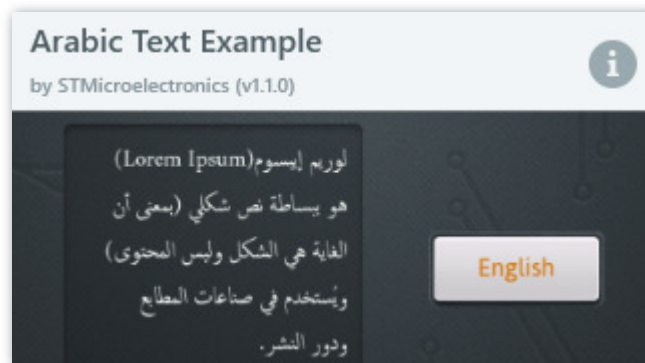 Arabic Text Example
by STMicroelectronics (v1.1.0)
لوريم إيبسوم(Lorem Ipsum)
هو ببساطة نص شكلي (بمعنى أن
الغاية هي الشكل وليس المحتوى)
ويُستخدم في صناعات المطابع
ودور النشر.
English